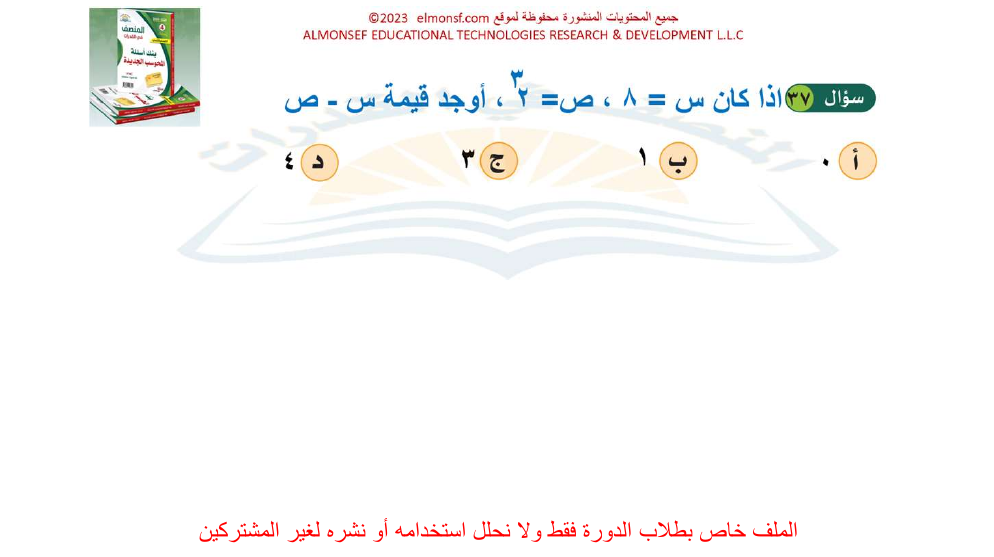 جميع المحتويات المنشورة محفوظة لموقع elmonsf.com ©2023
ALMONSEF EDUCATIONAL TECHNOLOGIES RESEARCH & DEVELOPMENT L.L.C
المنصف
بنك أسئلة
المحوسب الجديدة
سؤال ٣٧ اذا كان س = ٨ ، ص= ٢٣ ، أوجد قيمة س - ص
أ ٠ ب ١ ج ٣ د ٤
الملف خاص بطلاب الدورة فقط ولا نحلل استخدامه أو نشره لغير المشتركين